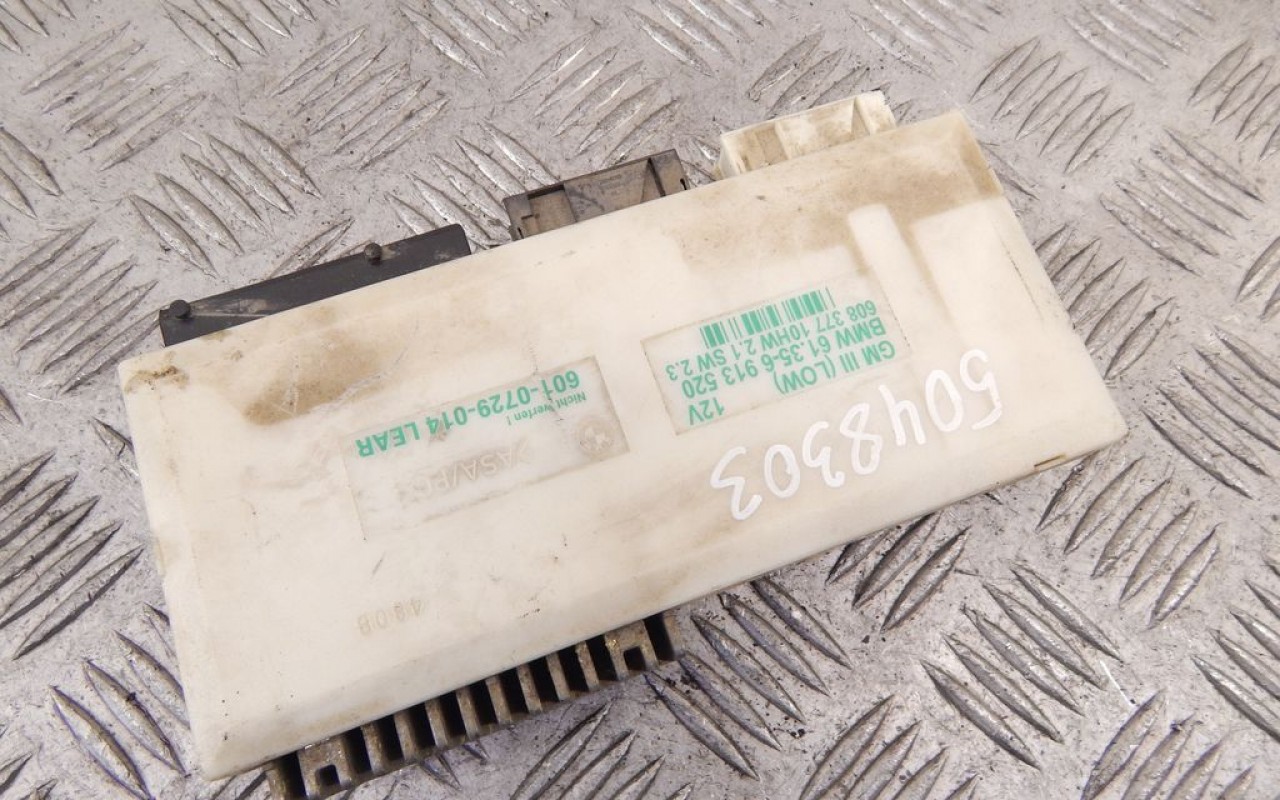 GM III (LOW) 12V
BMW 61.35-6 913 520
608 377 10HW 2.1 SW 2.3
Nicht werfen !
601-0729-014 LEAR
5048303
4808